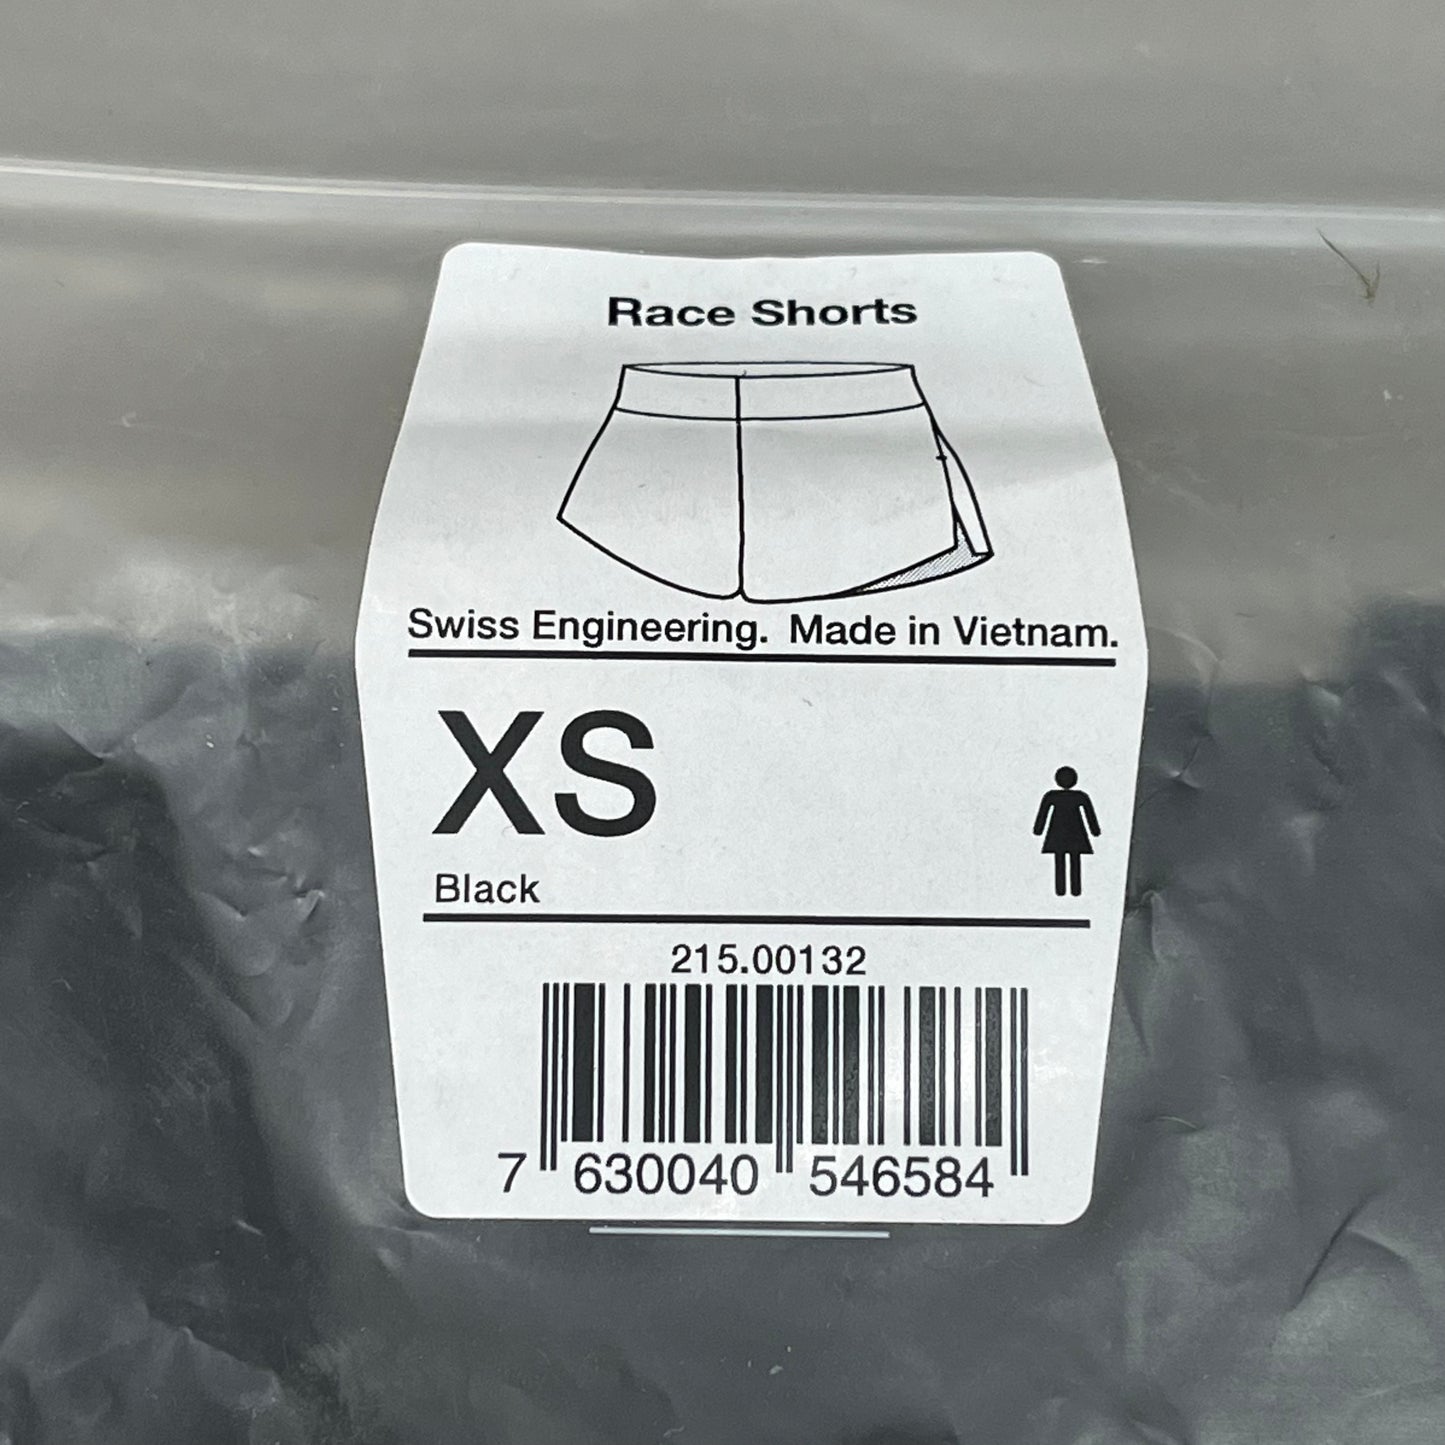 Race Shorts
Swiss Engineering. Made in Vietnam.
XS
Black
215.00132
7 630040 546584